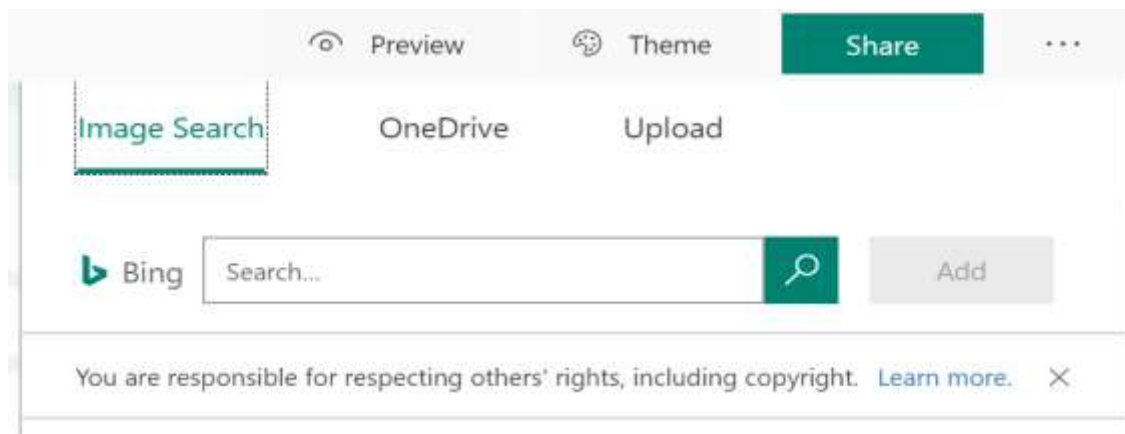 Preview Theme Share ...
Image Search OneDrive Upload
Bing Search... Add
You are responsible for respecting others' rights, including copyright. Learn more.